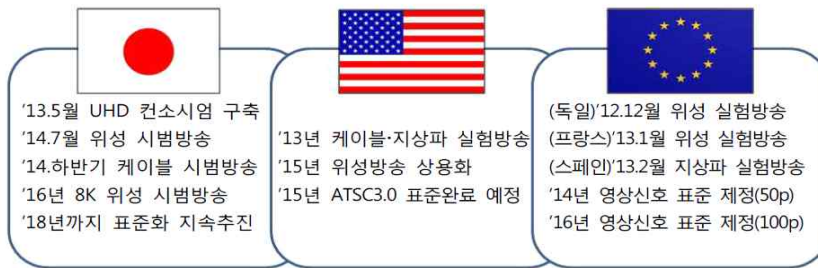 '13.5월 UHD 컨소시엄 구축
'14.7월 위성 시범방송
'14.하반기 케이블 시범방송
'16년 8K 위성 시범방송
'18년까지 표준화 지속추진
'13년 케이블·지상파 실험방송
'15년 위성방송 상용화
'15년 ATSC3.0 표준완료 예정
(독일)'12.12월 위성 실험방송
(프랑스)'13.1월 위성 실험방송
(스페인)'13.2월 지상파 실험방송
'14년 영상신호 표준 제정(50p)
'16년 영상신호 표준 제정(100p)